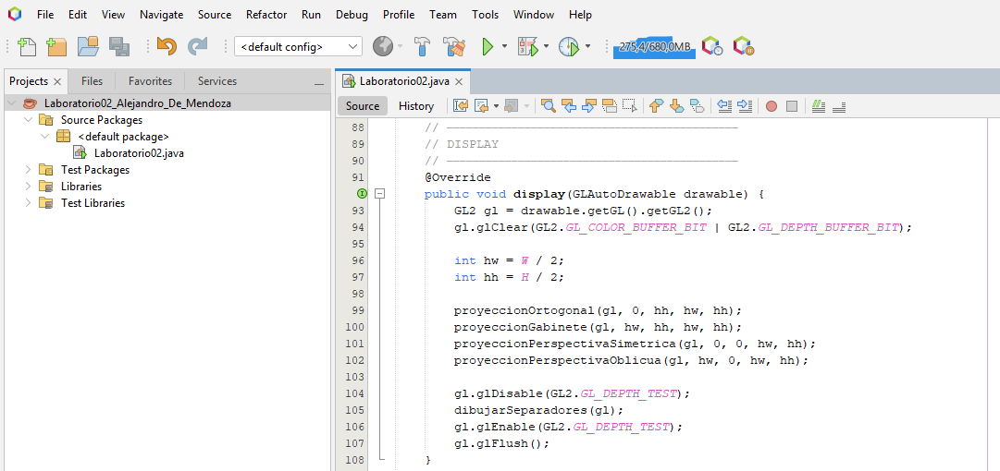 File Edit View Navigate Source Refactor Run Debug Profile Team Tools Window Help
<default config> 275,4/680,0MB
Projects Files Favorites Services
Laboratorio02.java
Laboratorio02_Alejandro_De_Mendoza
Source History
Source Packages
<default package>
Laboratorio02.java
Test Packages
Libraries
Test Libraries
88 // ————————————————————————————————————————
89 // DISPLAY
90 // ————————————————————————————————————————
91 @Override
public void display(GLAutoDrawable drawable) {
93 GL2 gl = drawable.getGL().getGL2();
94 gl.glClear(GL2.GL_COLOR_BUFFER_BIT | GL2.GL_DEPTH_BUFFER_BIT);
95
96 int hw = W / 2;
97 int hh = H / 2;
98
99 proyeccionOrtogonal(gl, 0, hh, hw, hh);
100 proyeccionGabinete(gl, hw, hh, hw, hh);
101 proyeccionPerspectivaSimetrica(gl, 0, 0, hw, hh);
102 proyeccionPerspectivaOblicua(gl, hw, 0, hw, hh);
103
104 gl.glDisable(GL2.GL_DEPTH_TEST);
105 dibujarSeparadores(gl);
106 gl.glEnable(GL2.GL_DEPTH_TEST);
107 gl.glFlush();
108 }